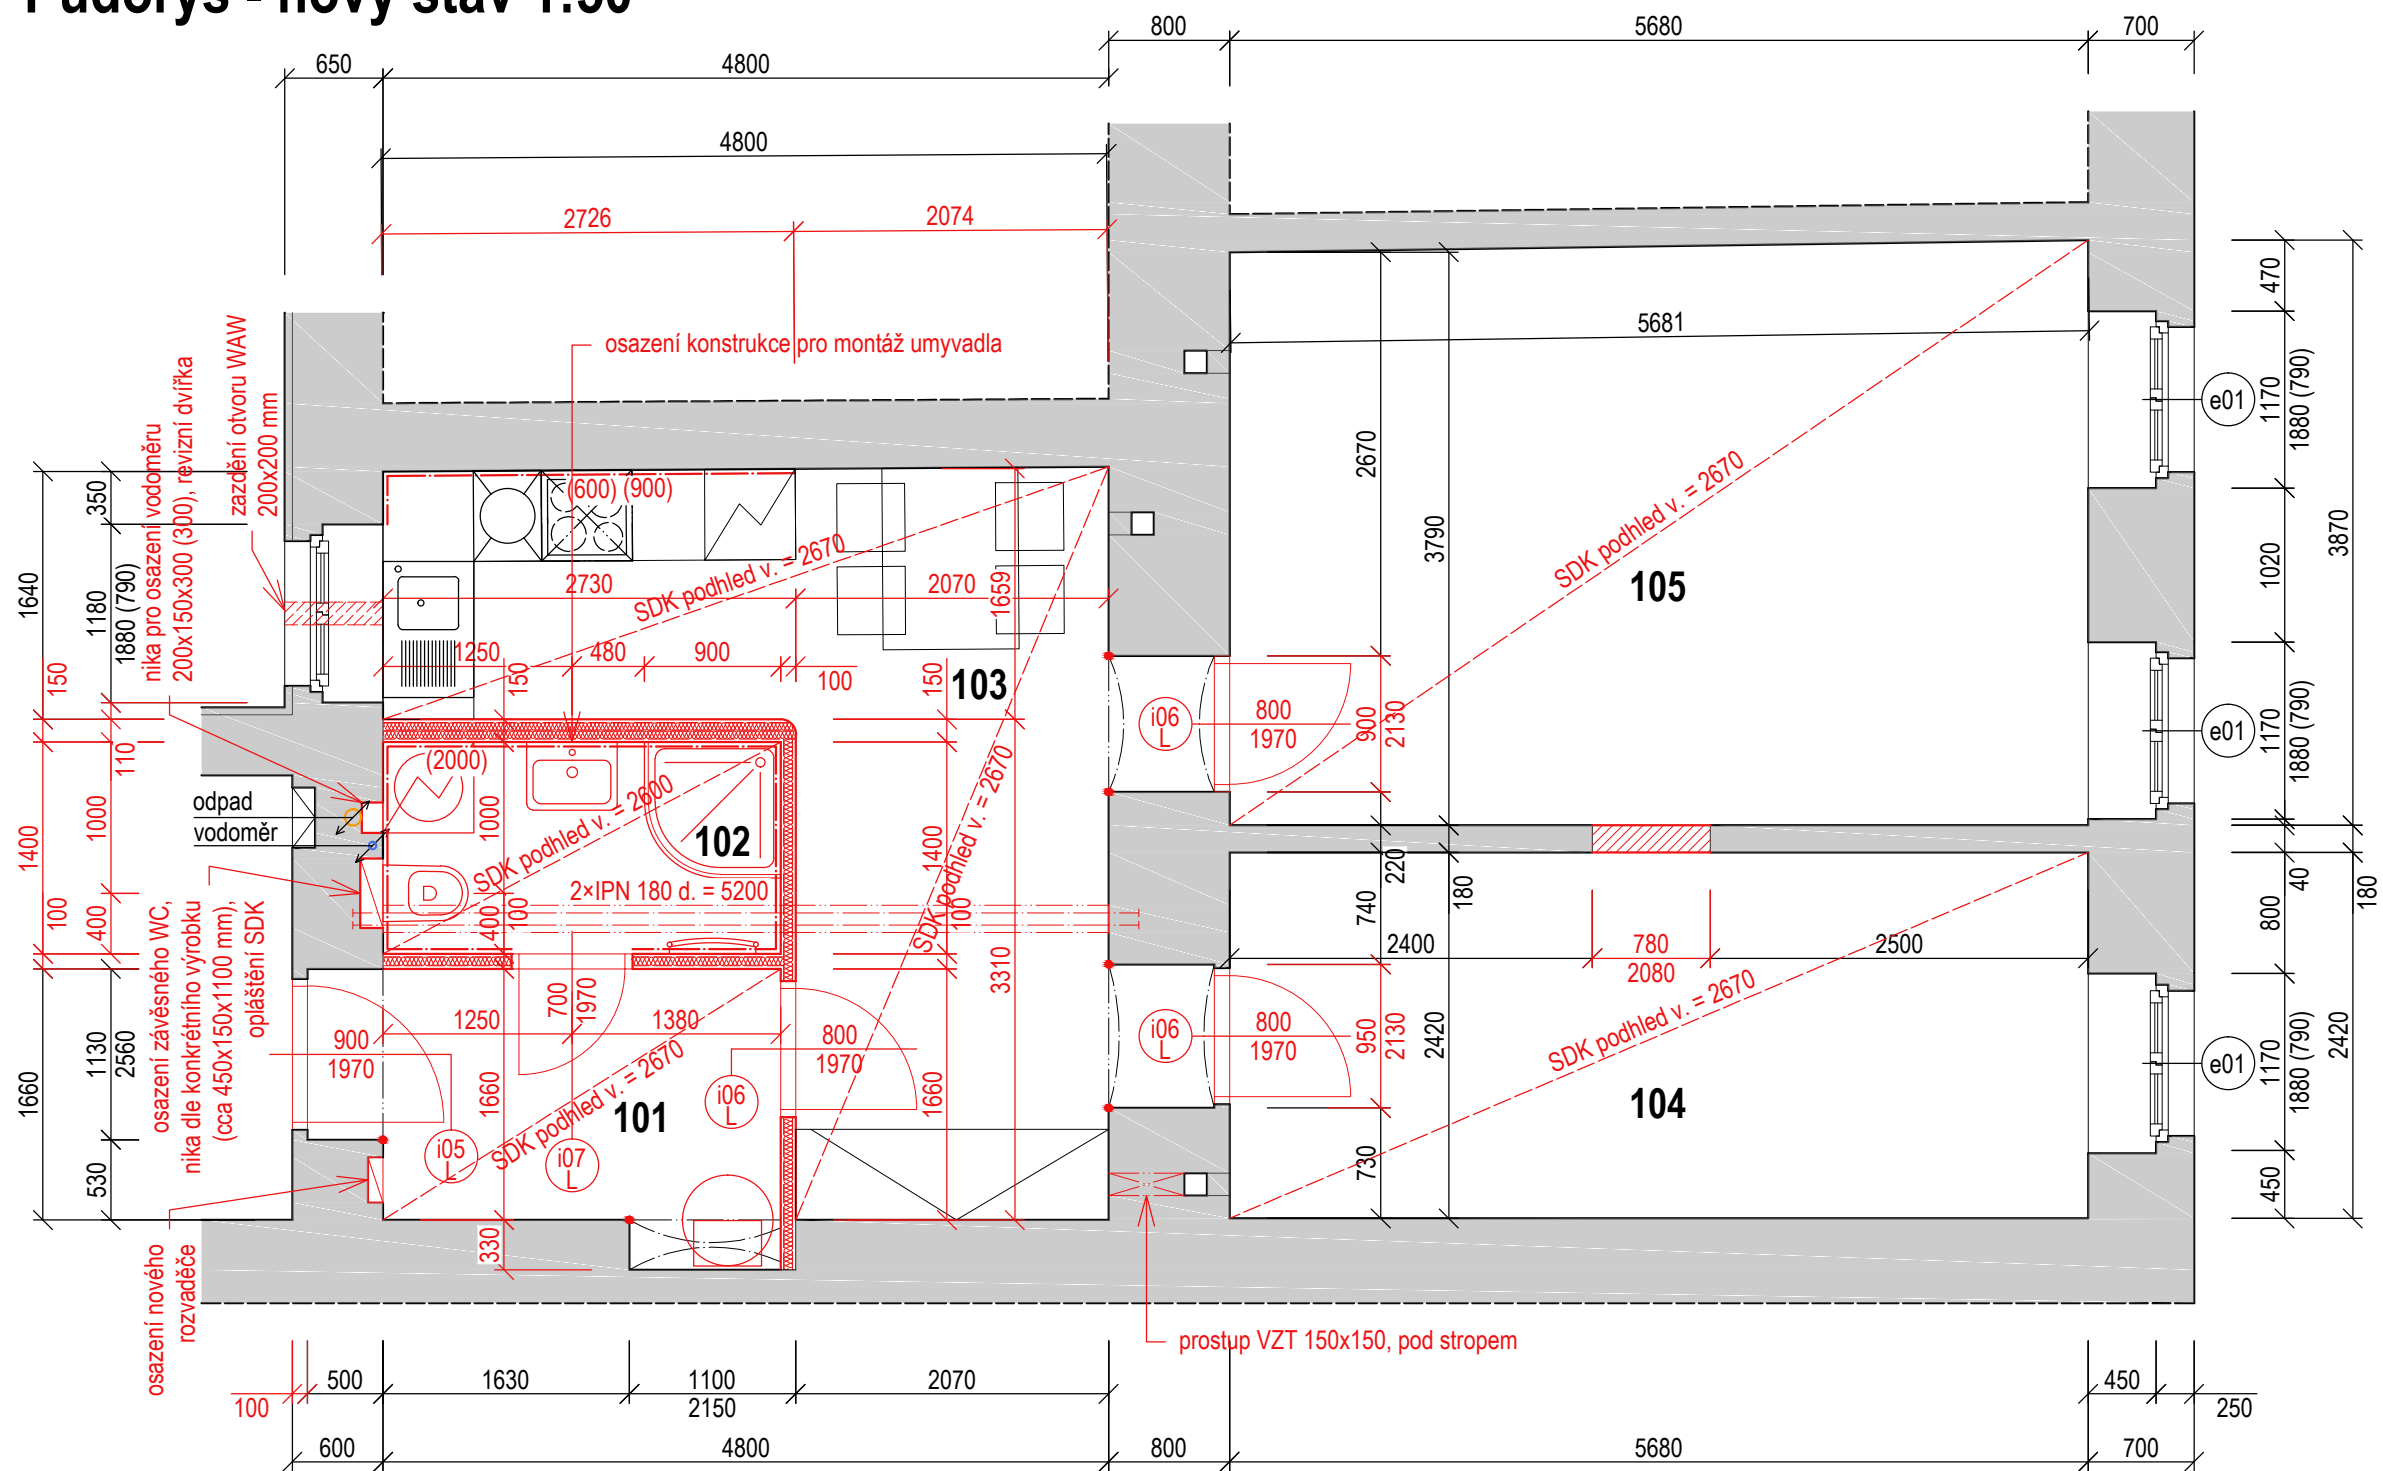 Půdorys - nový stav 1:50
800
5680
700
650
4800
4800
2726
2074
osazení konstrukce pro montáž umyvadla
zazdění otvoru WAW
200x200 mm
nika pro osazení vodoměru
200x150x300 (300), revizní dvířka
5681
470
3870
1170
1880 (790)
e01
2670
3790
SDK podhled v. = 2670
105
1020
350
1640
1180
1880 (790)
150
110
(600) (900)
SDK podhled v. = 2670
2730
2070
1659
1250
480
900
100
150
150
103
i06
L
800
1970
900
2130
e01
1170
1880 (790)
(2000)
odpad
vodoměr
1000
1400
1000
SDK podhled v. = 2600
102
1400
SDK podhled v. = 2670
2×IPN 180 d. = 5200
100
400
400
100
100
220
180
740
40
180
800
2400
780
2080
2500
osazení závěsného WC,
nika dle konkrétního výrobku
(cca 450x150x1100 mm),
opláštění SDK
3310
700
1970
1250
1380
900
1970
800
1970
1130
2560
1660
1660
1660
SDK podhled v. = 2670
101
i05
L
i07
L
i06
L
i06
L
800
1970
950
2130
2420
SDK podhled v. = 2670
104
e01
1170
1880 (790)
2420
530
730
450
330
osazení nového
rozvaděče
prostup VZT 150x150, pod stropem
100
500
1630
1100
2150
2070
450
250
600
4800
800
5680
700